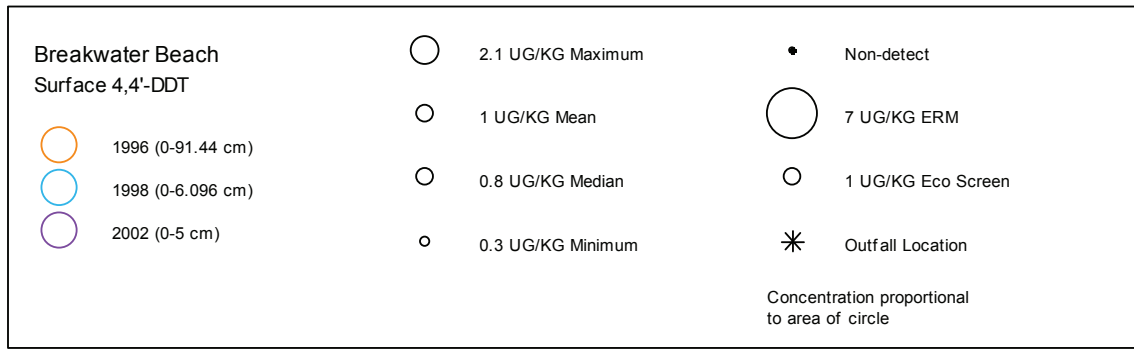 Breakwater Beach
Surface 4,4'-DDT
1996 (0-91.44 cm)
1998 (0-6.096 cm)
2002 (0-5 cm)
2.1 UG/KG Maximum
1 UG/KG Mean
0.8 UG/KG Median
0.3 UG/KG Minimum
Non-detect
7 UG/KG ERM
1 UG/KG Eco Screen
Outfall Location
Concentration proportional
to area of circle